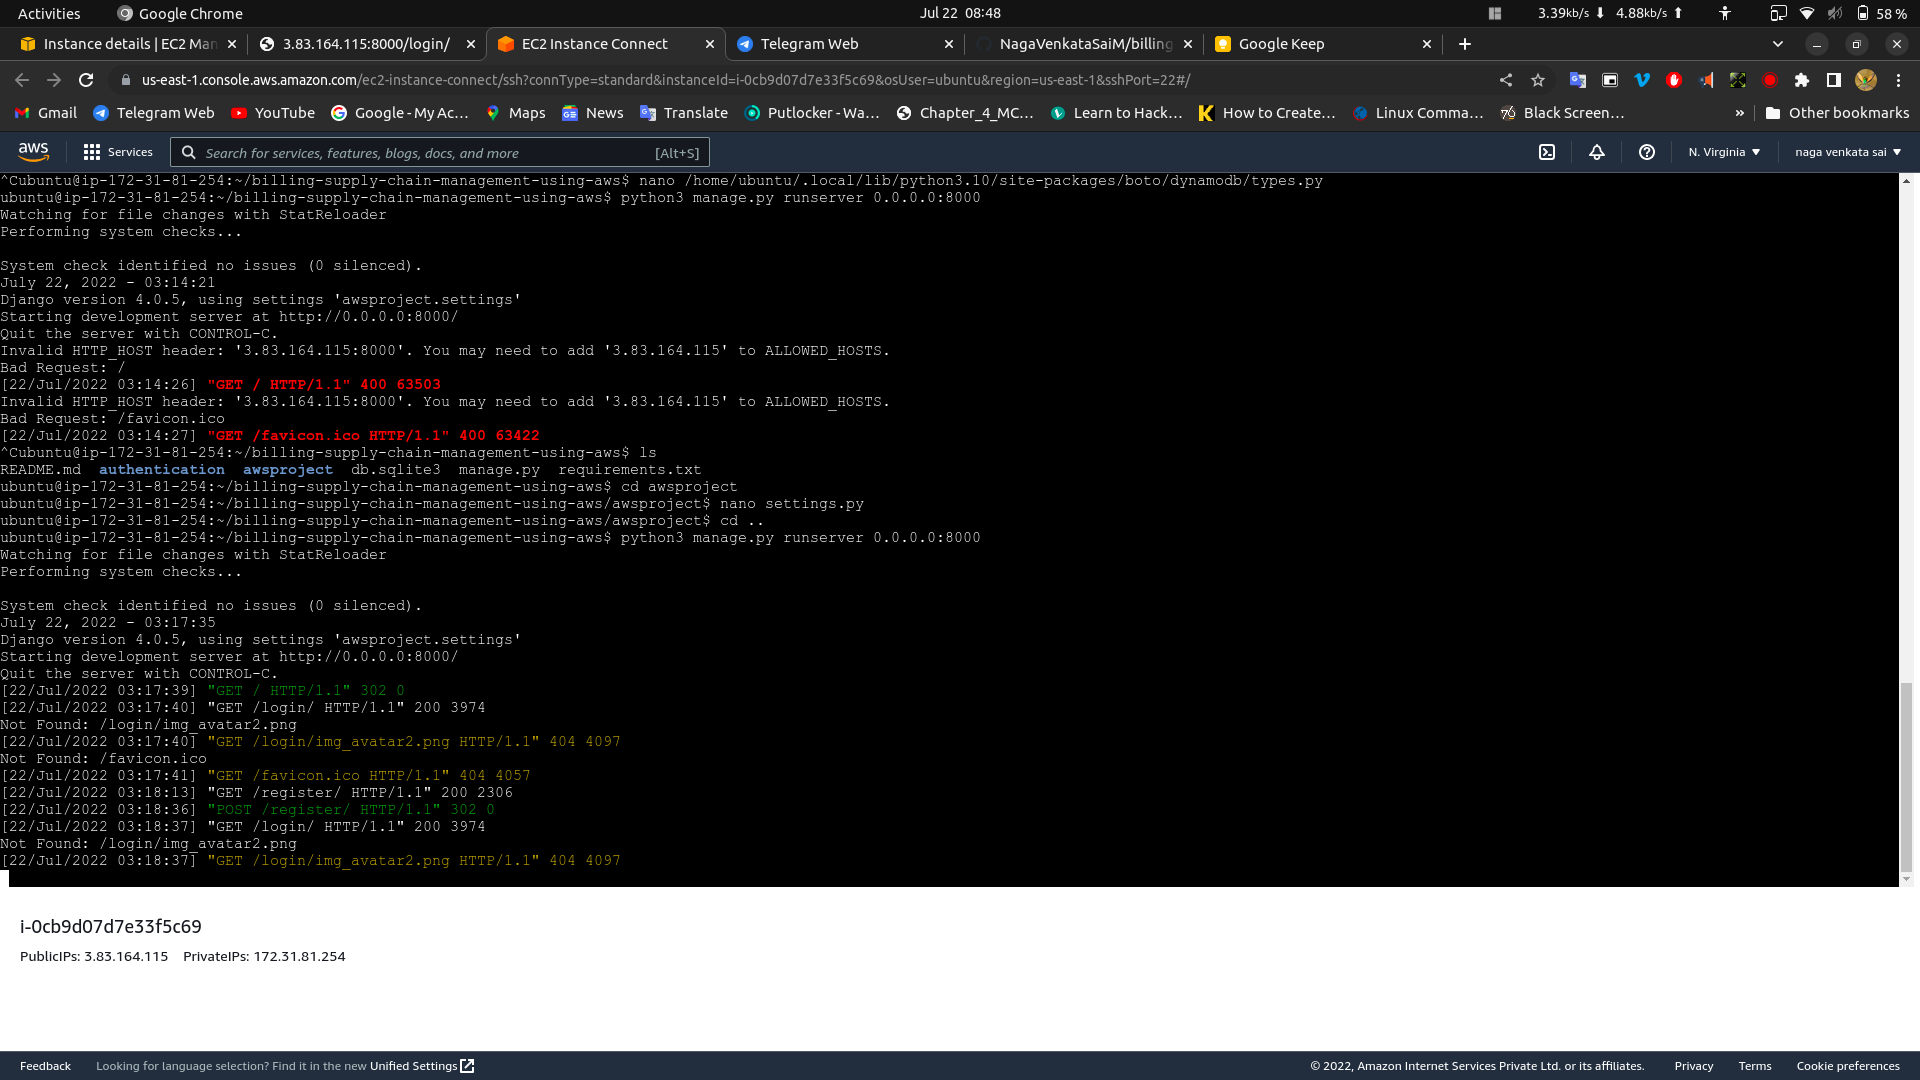 Activities Google Chrome Jul 22 08:48 3.39kb/s 4.88kb/s 58 %
Instance details | EC2 Man 3.83.164.115:8000/login/ EC2 Instance Connect Telegram Web NagaVenkataSaiM/billing Google Keep
us-east-1.console.aws.amazon.com/ec2-instance-connect/ssh?connType=standard&instanceId=i-0cb9d07d7e33f5c69&osUser=ubuntu&region=us-east-1&sshPort=22#/
Gmail Telegram Web YouTube Google - My Ac... Maps News Translate Putlocker - Wa... Chapter_4_MC... Learn to Hack... How to Create... Linux Comma... Black Screen... » Other bookmarks
aws Services Search for services, features, blogs, docs, and more [Alt+S] N. Virginia naga venkata sai
^Cubuntu@ip-172-31-81-254:~/billing-supply-chain-management-using-aws$ nano /home/ubuntu/.local/lib/python3.10/site-packages/boto/dynamodb/types.py
ubuntu@ip-172-31-81-254:~/billing-supply-chain-management-using-aws$ python3 manage.py runserver 0.0.0.0:8000
Watching for file changes with StatReloader
Performing system checks...
System check identified no issues (0 silenced).
July 22, 2022 - 03:14:21
Django version 4.0.5, using settings 'awsproject.settings'
Starting development server at http://0.0.0.0:8000/
Quit the server with CONTROL-C.
Invalid HTTP_HOST header: '3.83.164.115:8000'. You may need to add '3.83.164.115' to ALLOWED_HOSTS.
Bad Request: /
[22/Jul/2022 03:14:26] "GET / HTTP/1.1" 400 63503
Invalid HTTP_HOST header: '3.83.164.115:8000'. You may need to add '3.83.164.115' to ALLOWED_HOSTS.
Bad Request: /favicon.ico
[22/Jul/2022 03:14:27] "GET /favicon.ico HTTP/1.1" 400 63422
^Cubuntu@ip-172-31-81-254:~/billing-supply-chain-management-using-aws$ ls
README.md authentication awsproject db.sqlite3 manage.py requirements.txt
ubuntu@ip-172-31-81-254:~/billing-supply-chain-management-using-aws$ cd awsproject
ubuntu@ip-172-31-81-254:~/billing-supply-chain-management-using-aws/awsproject$ nano settings.py
ubuntu@ip-172-31-81-254:~/billing-supply-chain-management-using-aws/awsproject$ cd ..
ubuntu@ip-172-31-81-254:~/billing-supply-chain-management-using-aws$ python3 manage.py runserver 0.0.0.0:8000
Watching for file changes with StatReloader
Performing system checks...
System check identified no issues (0 silenced).
July 22, 2022 - 03:17:35
Django version 4.0.5, using settings 'awsproject.settings'
Starting development server at http://0.0.0.0:8000/
Quit the server with CONTROL-C.
[22/Jul/2022 03:17:39] "GET / HTTP/1.1" 302 0
[22/Jul/2022 03:17:40] "GET /login/ HTTP/1.1" 200 3974
Not Found: /login/img_avatar2.png
[22/Jul/2022 03:17:40] "GET /login/img_avatar2.png HTTP/1.1" 404 4097
Not Found: /favicon.ico
[22/Jul/2022 03:17:41] "GET /favicon.ico HTTP/1.1" 404 4057
[22/Jul/2022 03:18:13] "GET /register/ HTTP/1.1" 200 2306
[22/Jul/2022 03:18:36] "POST /register/ HTTP/1.1" 302 0
[22/Jul/2022 03:18:37] "GET /login/ HTTP/1.1" 200 3974
Not Found: /login/img_avatar2.png
[22/Jul/2022 03:18:37] "GET /login/img_avatar2.png HTTP/1.1" 404 4097
i-0cb9d07d7e33f5c69
PublicIPs: 3.83.164.115 PrivateIPs: 172.31.81.254
Feedback Looking for language selection? Find it in the new Unified Settings © 2022, Amazon Internet Services Private Ltd. or its affiliates. Privacy Terms Cookie preferences